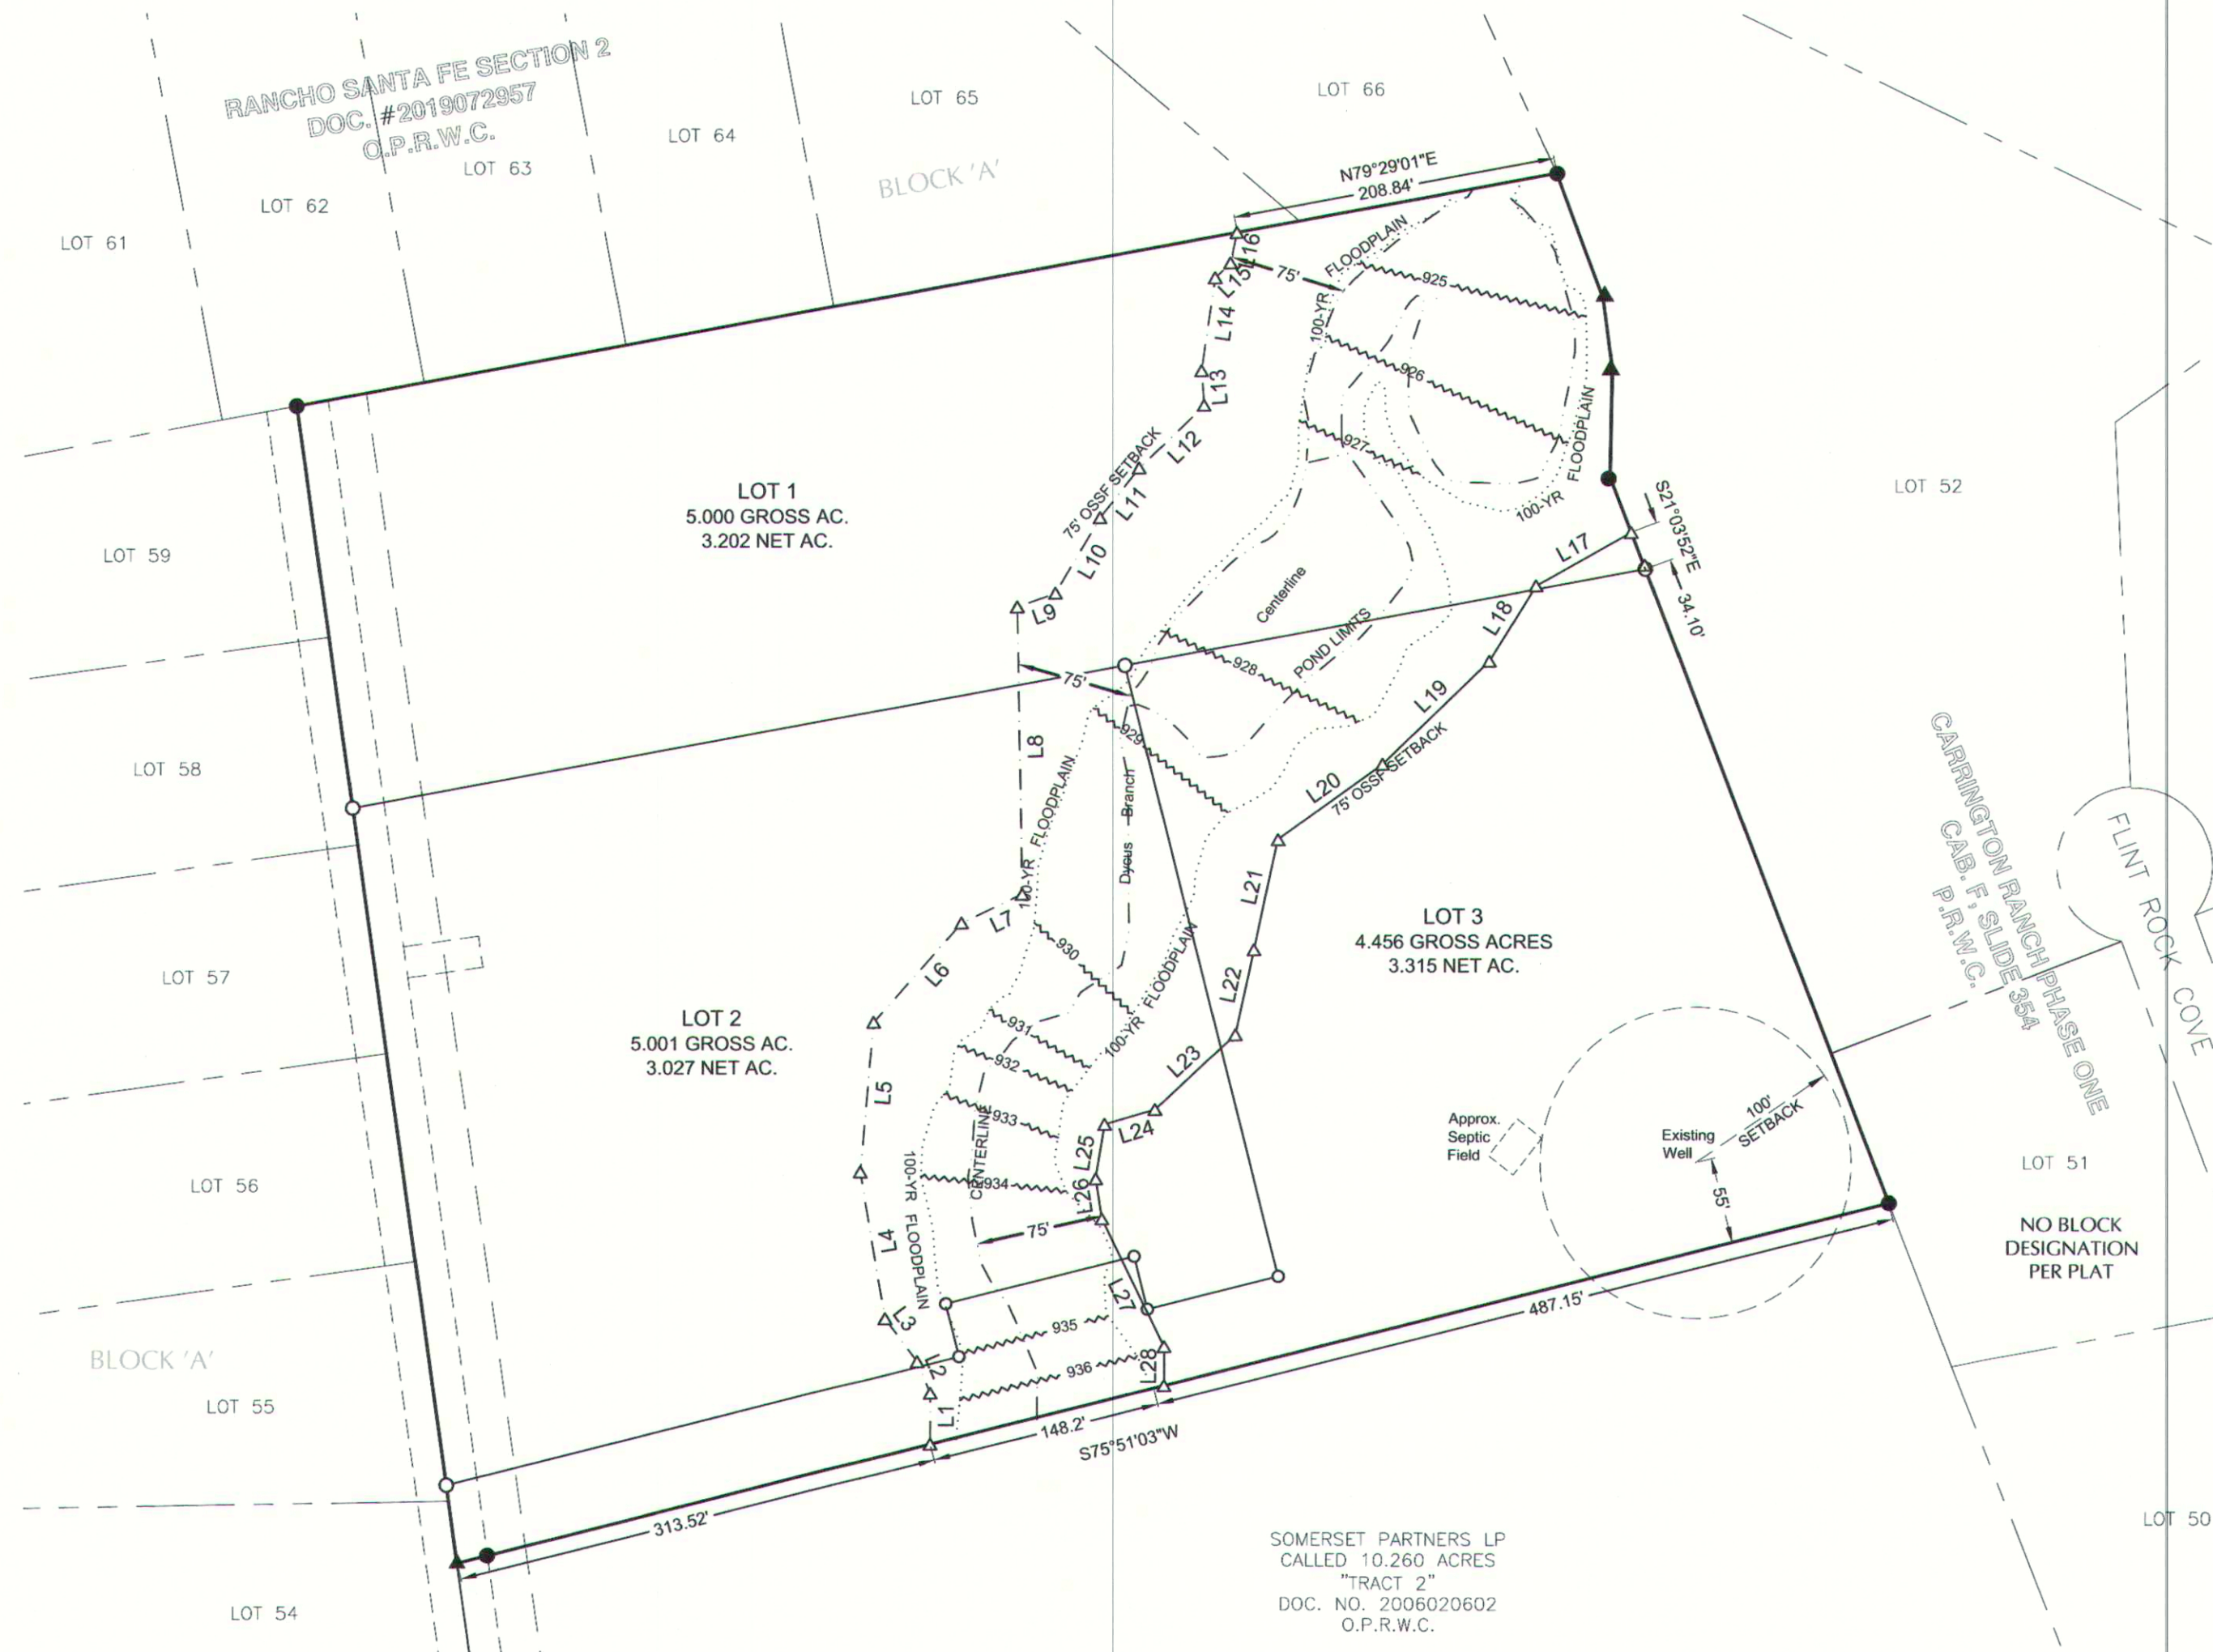 RANCHO SANTA FE SECTION 2
DOC. #2019072957
O.P.R.W.C.
LOT 61
LOT 62
LOT 63
LOT 64
LOT 65
LOT 66
BLOCK 'A'
N79°29'01"E
208.84'
L16
L15
75'
L14
L13
L12
L11
L10
L9
75' OSSF SETBACK
100-YR FLOODPLAIN
925
926
927
100-YR FLOODPLAIN
LOT 1
5.000 GROSS AC.
3.202 NET AC.
LOT 59
LOT 52
S21°03'52"E
34.10'
L17
L18
L19
L20
75' OSSF SETBACK
Centerline
POND LIMITS
928
929
75'
L8
100-YR FLOODPLAIN
Dycus Branch
LOT 58
LOT 57
L7
L6
L5
L4
L3
L2
L1
930
931
932
933
934
935
936
100-YR FLOODPLAIN
100-YR FLOODPLAIN
CENTERLINE
75'
L21
L22
L23
L24
L25
L26
L27
L28
LOT 2
5.001 GROSS AC.
3.027 NET AC.
LOT 3
4.456 GROSS ACRES
3.315 NET AC.
CARRINGTON RANCH PHASE ONE
CAB. F, SLIDE 354
P.R.W.C.
FLINT ROCK COVE
Approx.
Septic
Field
Existing
Well
100'
SETBACK
55'
LOT 51
NO BLOCK
DESIGNATION
PER PLAT
LOT 56
BLOCK 'A'
LOT 55
LOT 54
313.52'
148.2'
S75°51'03"W
487.15'
LOT 50
SOMERSET PARTNERS LP
CALLED 10.260 ACRES
"TRACT 2"
DOC. NO. 2006020602
O.P.R.W.C.